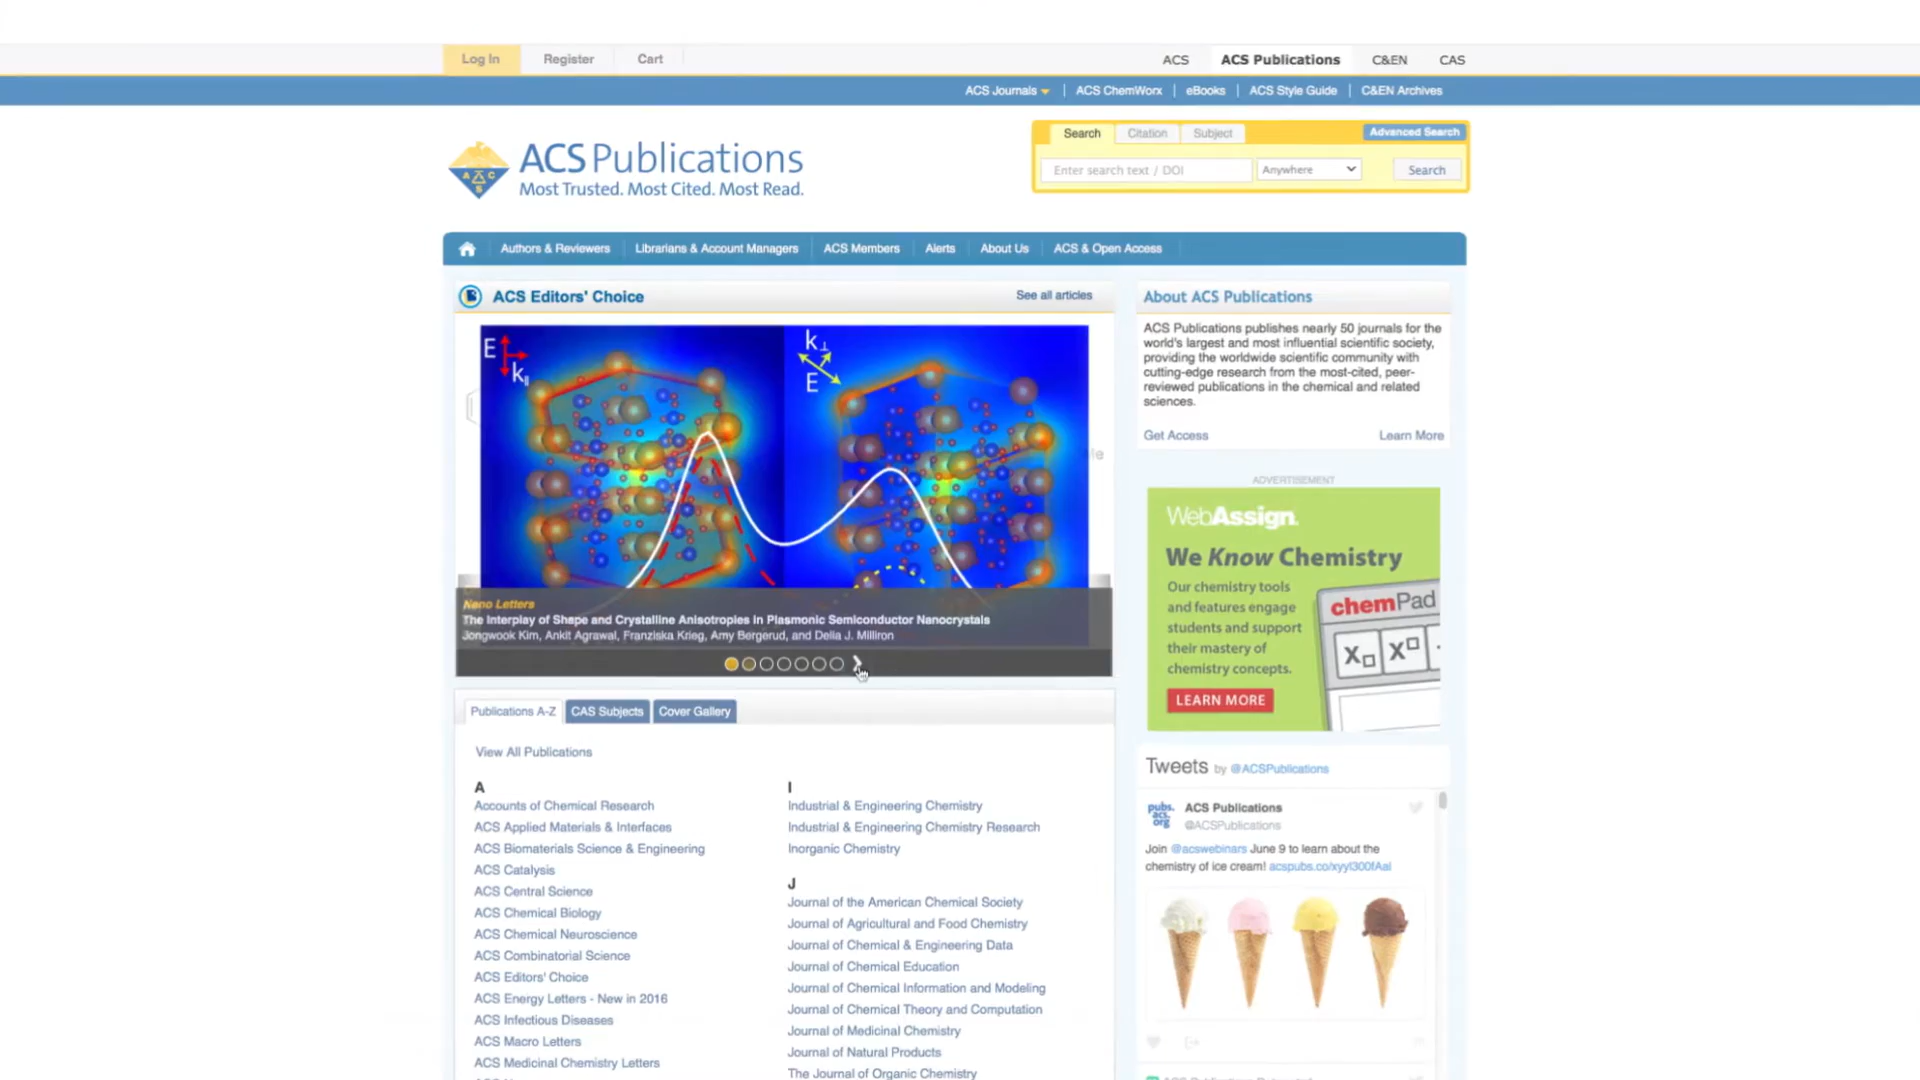 Log In
Register
Cart
ACS
ACS Publications
C&EN
CAS
ACS Journals
ACS ChemWorx
eBooks
ACS Style Guide
C&EN Archives
ACS Publications
Most Trusted. Most Cited. Most Read.
A C S
Search
Citation
Subject
Advanced Search
Enter search text / DOI
Anywhere
Search
Authors & Reviewers
Librarians & Account Managers
ACS Members
Alerts
About Us
ACS & Open Access
ACS Editors' Choice
See all articles
E
k||
k⊥
E
Nano Letters
The Interplay of Shape and Crystalline Anisotropies in Plasmonic Semiconductor Nanocrystals
Jongwook Kim, Ankit Agrawal, Franziska Krieg, Amy Bergerud, and Delia J. Milliron
Publications A-Z
CAS Subjects
Cover Gallery
View All Publications
A
Accounts of Chemical Research
ACS Applied Materials & Interfaces
ACS Biomaterials Science & Engineering
ACS Catalysis
ACS Central Science
ACS Chemical Biology
ACS Chemical Neuroscience
ACS Combinatorial Science
ACS Editors' Choice
ACS Energy Letters - New in 2016
ACS Infectious Diseases
ACS Macro Letters
ACS Medicinal Chemistry Letters
I
Industrial & Engineering Chemistry
Industrial & Engineering Chemistry Research
Inorganic Chemistry
J
Journal of the American Chemical Society
Journal of Agricultural and Food Chemistry
Journal of Chemical & Engineering Data
Journal of Chemical Education
Journal of Chemical Information and Modeling
Journal of Chemical Theory and Computation
Journal of Medicinal Chemistry
Journal of Natural Products
The Journal of Organic Chemistry
About ACS Publications
ACS Publications publishes nearly 50 journals for the
world's largest and most influential scientific society,
providing the worldwide scientific community with
cutting-edge research from the most-cited, peer-
reviewed publications in the chemical and related
sciences.
Get Access
Learn More
ADVERTISEMENT
WebAssign.
We Know Chemistry
Our chemistry tools
and features engage
students and support
their mastery of
chemistry concepts.
LEARN MORE
chemPad
X□
X□
Tweets by @ACSPublications
pubs.
acs.
org
ACS Publications
@ACSPublications
Join @acswebinars June 9 to learn about the
chemistry of ice cream!